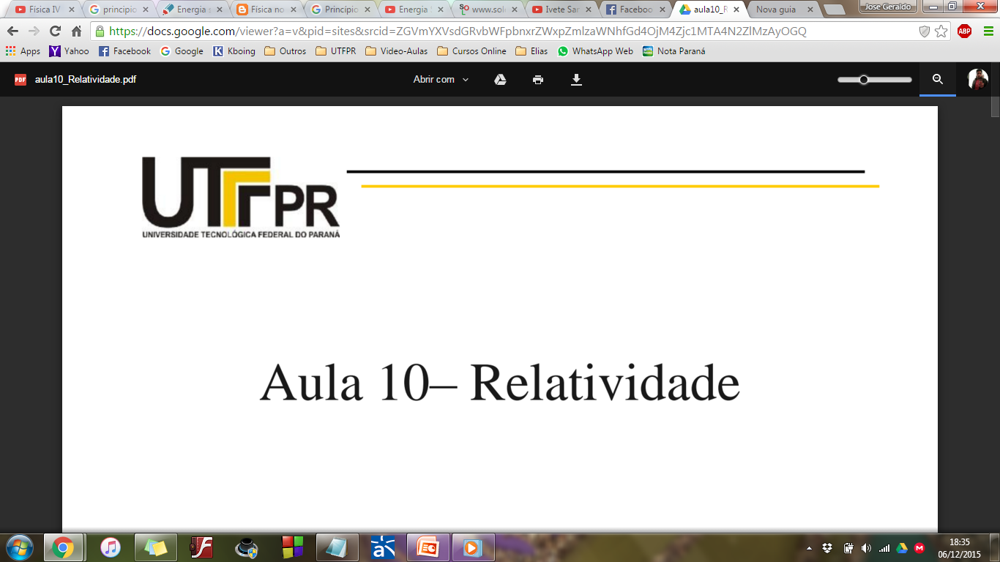 Física IV
principio
Energia s
Física no
Princípio
Energia
www.sol
Ivete Sar
Faceboo
aula10_R
Nova guia
Jose Geraldo
https://docs.google.com/viewer?a=v&pid=sites&srcid=ZGVmYXVsdGRvbWFpbnxrZWxpZmlzaWNhfGd4OjM4Zjc1MTA4N2ZlMzAyOGQ
ABP
Apps Yahoo Facebook Google Kboing Outros UTFPR Video-Aulas Cursos Online Elias WhatsApp Web Nota Paraná
PDF aula10_Relatividade.pdf Abrir com
UTFPR
UNIVERSIDADE TECNOLÓGICA FEDERAL DO PARANÁ
Aula 10– Relatividade
18:35
06/12/2015